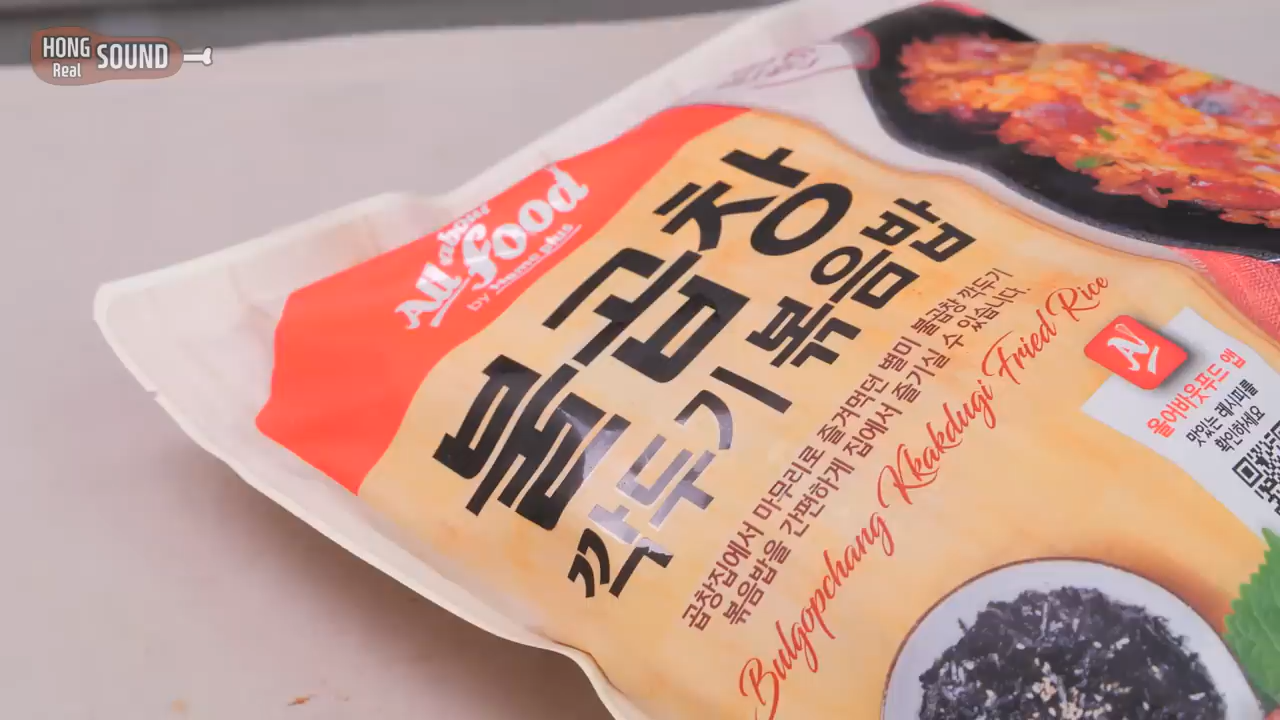 HONG
Real SOUND
All about
food
by Home plus
불곱창
깍두기 볶음밥
곱창집에서 마무리로 즐겨먹던 별미 불곱창 깍두기
볶음밥을 간편하게 집에서 즐기실 수 있습니다.
Bulgopchang Kkakdugi Fried Rice
올어바웃푸드 앱
맛있는 레시피를
확인하세요